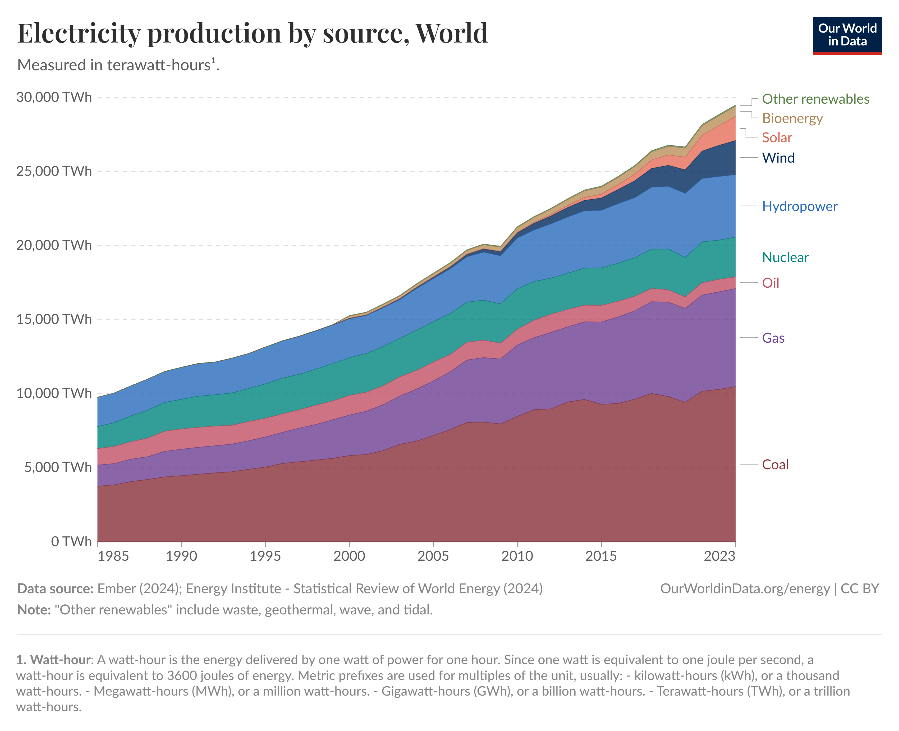 Electricity production by source, World
Our World
in Data
Measured in terawatt-hours¹.
30,000 TWh
25,000 TWh
20,000 TWh
15,000 TWh
10,000 TWh
5,000 TWh
0 TWh
Other renewables
Bioenergy
Solar
Wind
Hydropower
Nuclear
Oil
Gas
Coal
1985 1990 1995 2000 2005 2010 2015 2023
Data source: Ember (2024); Energy Institute - Statistical Review of World Energy (2024)
OurWorldinData.org/energy | CC BY
Note: "Other renewables" include waste, geothermal, wave, and tidal.
1. Watt-hour: A watt-hour is the energy delivered by one watt of power for one hour. Since one watt is equivalent to one joule per second, a
watt-hour is equivalent to 3600 joules of energy. Metric prefixes are used for multiples of the unit, usually: - kilowatt-hours (kWh), or a thousand
watt-hours. - Megawatt-hours (MWh), or a million watt-hours. - Gigawatt-hours (GWh), or a billion watt-hours. - Terawatt-hours (TWh), or a trillion
watt-hours.